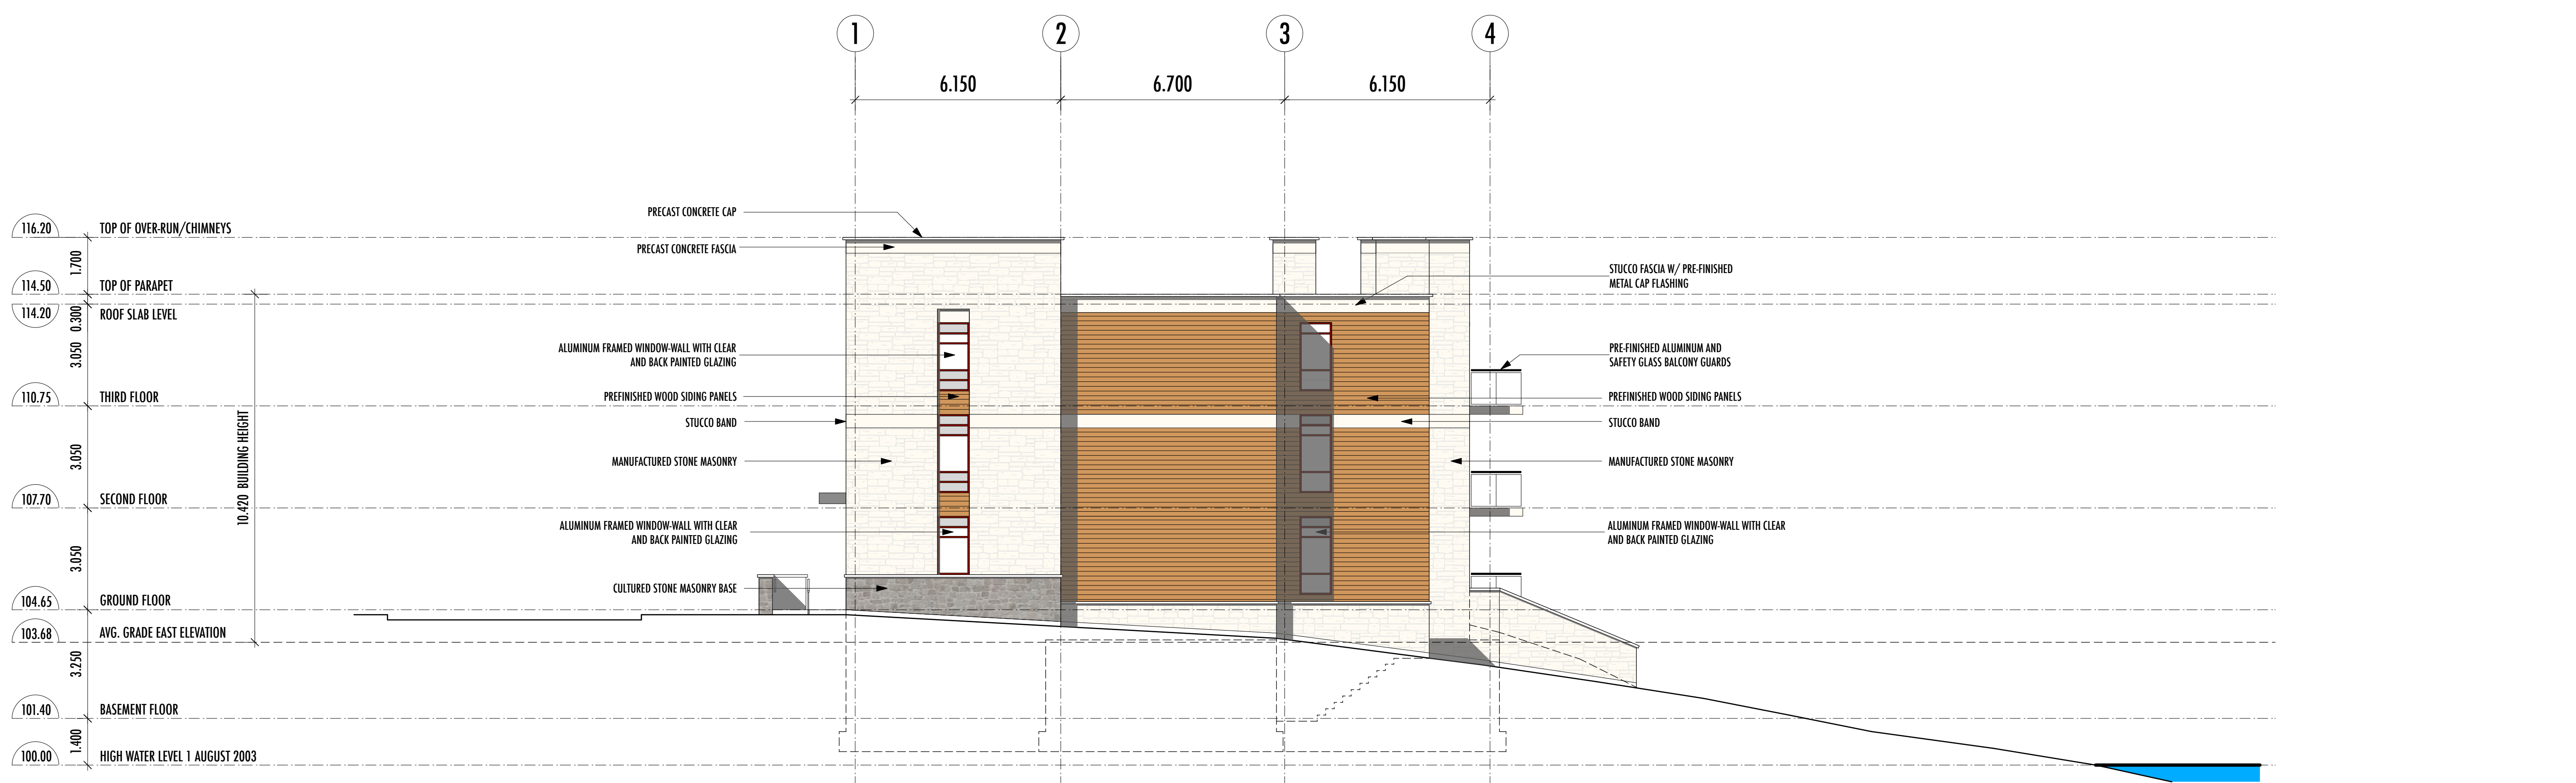 1
2
3
4
6.150
6.700
6.150
116.20
TOP OF OVER-RUN/CHIMNEYS
1.700
114.50
TOP OF PARAPET
0.300
114.20
ROOF SLAB LEVEL
3.050
110.75
THIRD FLOOR
3.050
107.70
SECOND FLOOR
3.050
104.65
GROUND FLOOR
103.68
AVG. GRADE EAST ELEVATION
3.250
101.40
BASEMENT FLOOR
1.400
100.00
HIGH WATER LEVEL 1 AUGUST 2003
10.420 BUILDING HEIGHT
PRECAST CONCRETE CAP
PRECAST CONCRETE FASCIA
ALUMINUM FRAMED WINDOW-WALL WITH CLEAR
AND BACK PAINTED GLAZING
PREFINISHED WOOD SIDING PANELS
STUCCO BAND
MANUFACTURED STONE MASONRY
ALUMINUM FRAMED WINDOW-WALL WITH CLEAR
AND BACK PAINTED GLAZING
CULTURED STONE MASONRY BASE
STUCCO FASCIA W/ PRE-FINISHED
METAL CAP FLASHING
PRE-FINISHED ALUMINUM AND
SAFETY GLASS BALCONY GUARDS
PREFINISHED WOOD SIDING PANELS
STUCCO BAND
MANUFACTURED STONE MASONRY
ALUMINUM FRAMED WINDOW-WALL WITH CLEAR
AND BACK PAINTED GLAZING